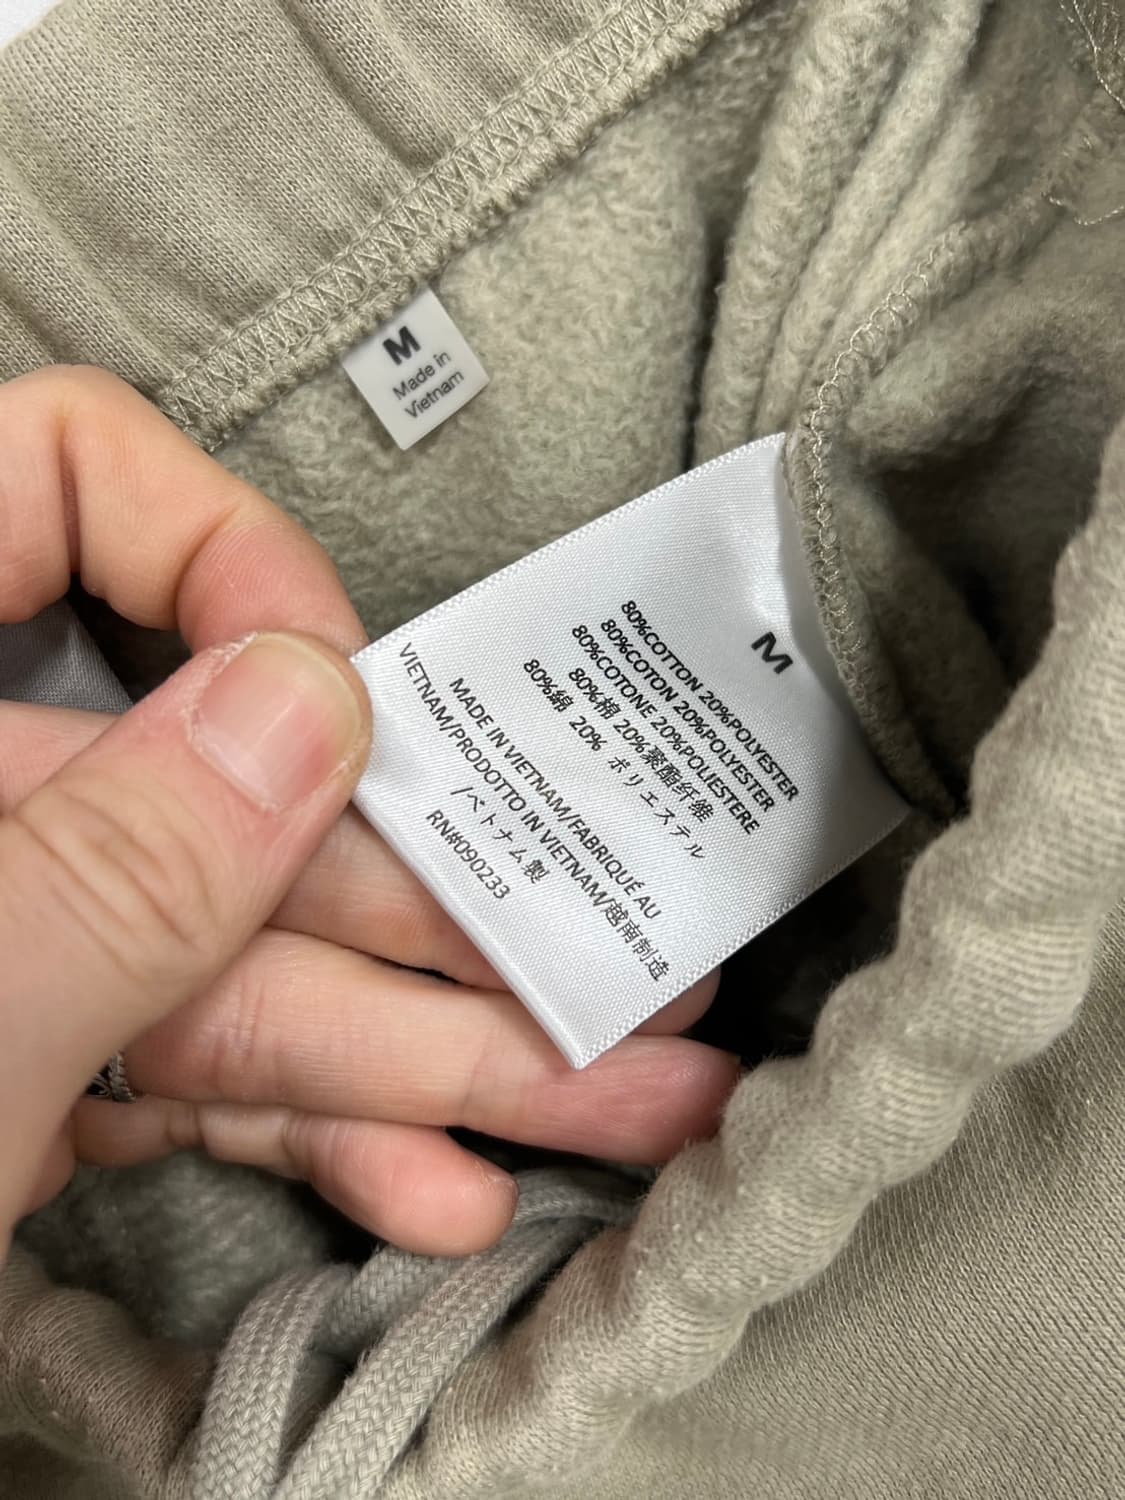 M
Made in
Vietnam
M
80%COTTON 20%POLYESTER
80%COTON 20%POLYESTER
80%COTONE 20%POLIESTERE
80%棉 20%聚酯纤维
80%綿 20% ポリエステル
MADE IN VIETNAM/FABRIQUÉ AU
VIETNAM/PRODOTTO IN VIETNAM/越南制造
/ベトナム製
RN#090233